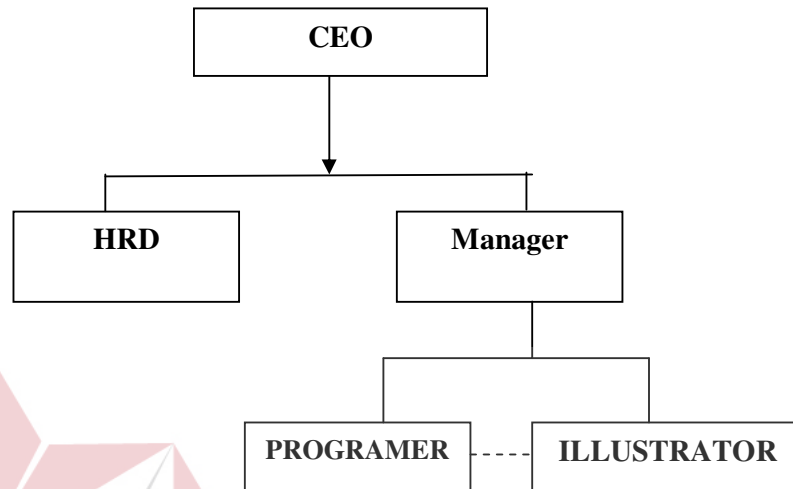 CEO
HRD
Manager
PROGRAMER
ILLUSTRATOR